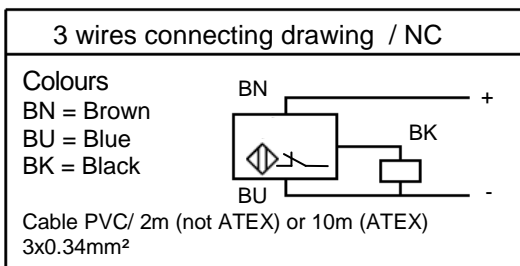 3 wires connecting drawing / NC
Colours
BN = Brown
BU = Blue
BK = Black
BN
+
BK
BU
-
Cable PVC/ 2m (not ATEX) or 10m (ATEX)
3x0.34mm²